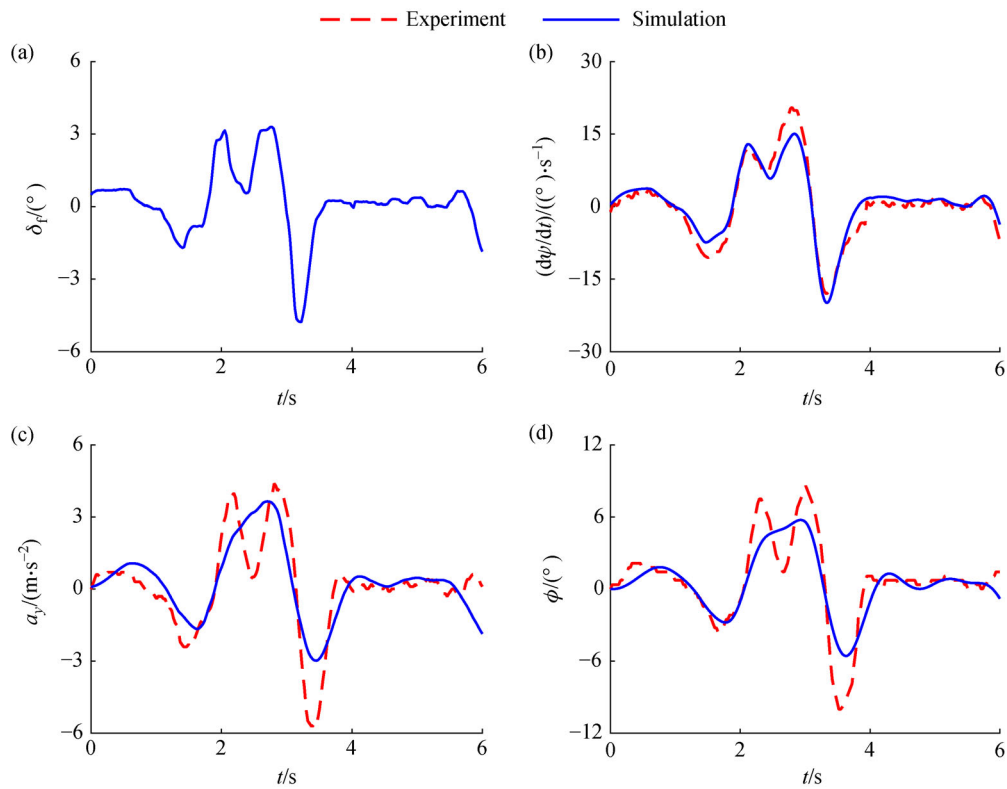 Experiment Simulation
(a)
6
3
0
−3
−6
δf/(°)
0 2 4 6
t/s
(b)
30
15
0
−15
−30
(dψ/dt)/((°)·s−1)
0 2 4 6
t/s
(c)
6
3
0
−3
−6
ay/(m·s−2)
0 2 4 6
t/s
(d)
12
6
0
−6
−12
ϕ/(°)
0 2 4 6
t/s